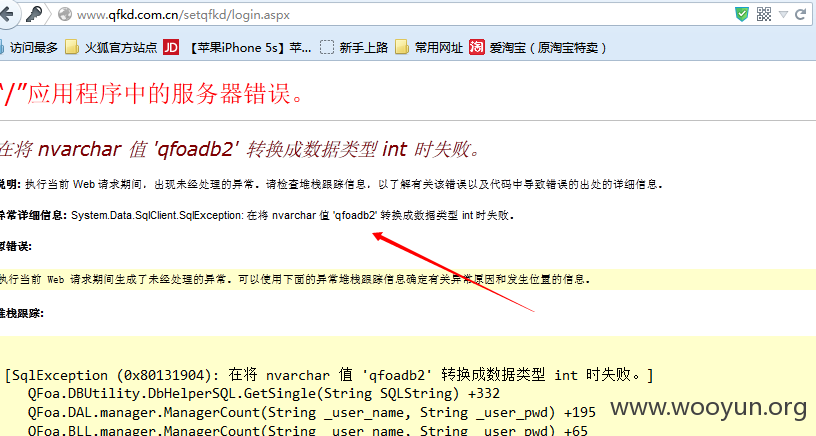 www.qfkd.com.cn/setqfkd/login.aspx
访问最多 火狐官方站点 JD 【苹果iPhone 5s】苹... 新手上路 常用网址 淘 爱淘宝（原淘宝特卖）
“/”应用程序中的服务器错误。
在将 nvarchar 值 'qfoadb2' 转换成数据类型 int 时失败。
说明: 执行当前 Web 请求期间，出现未经处理的异常。请检查堆栈跟踪信息，以了解有关该错误以及代码中导致错误的出处的详细信息。
异常详细信息: System.Data.SqlClient.SqlException: 在将 nvarchar 值 'qfoadb2' 转换成数据类型 int 时失败。
源错误:
执行当前 Web 请求期间生成了未经处理的异常。可以使用下面的异常堆栈跟踪信息确定有关异常原因和发生位置的信息。
堆栈跟踪:
[SqlException (0x80131904): 在将 nvarchar 值 'qfoadb2' 转换成数据类型 int 时失败。]
QFoa.DBUtility.DbHelperSQL.GetSingle(String SQLString) +332
QFoa.DAL.manager.ManagerCount(String _user_name, String _user_pwd) +195
QFoa.BLL.manager.ManagerCount(String _user_name, String _user_pwd) +65
www.wooyun.org